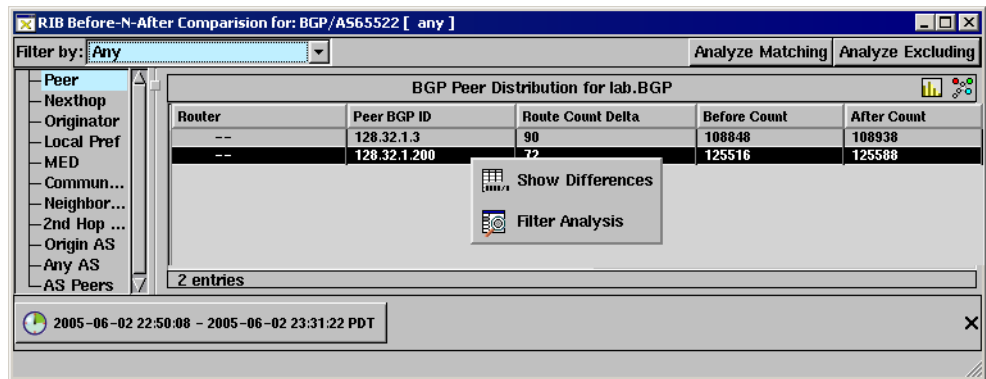 RIB Before-N-After Comparision for: BGP/AS65522 [ any ]
Filter by: Any Analyze Matching Analyze Excluding
Peer
Nexthop
Originator
Local Pref
MED
Commun...
Neighbor...
2nd Hop ...
Origin AS
Any AS
AS Peers
BGP Peer Distribution for lab.BGP
Router Peer BGP ID Route Count Delta Before Count After Count
-- 128.32.1.3 90 108848 108938
-- 128.32.1.200 72 125516 125588
Show Differences
Filter Analysis
2 entries
2005-06-02 22:50:08 - 2005-06-02 23:31:22 PDT